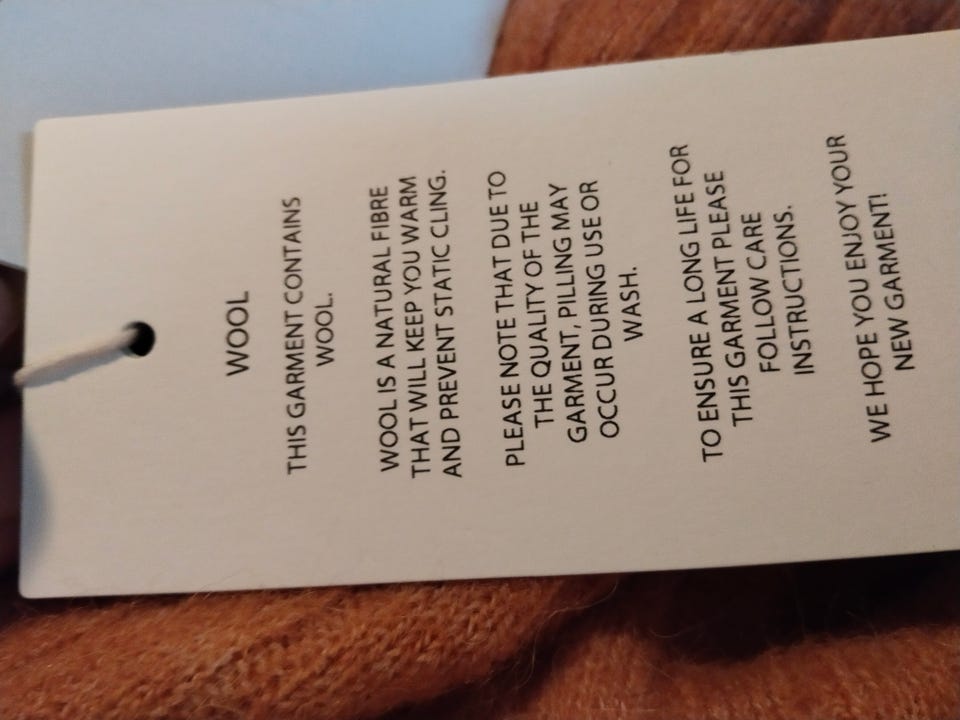 WOOL
THIS GARMENT CONTAINS
WOOL.
WOOL IS A NATURAL FIBRE
THAT WILL KEEP YOU WARM
AND PREVENT STATIC CLING.
PLEASE NOTE THAT DUE TO
THE QUALITY OF THE
GARMENT, PILLING MAY
OCCUR DURING USE OR
WASH.
TO ENSURE A LONG LIFE FOR
THIS GARMENT PLEASE
FOLLOW CARE
INSTRUCTIONS.
WE HOPE YOU ENJOY YOUR
NEW GARMENT!